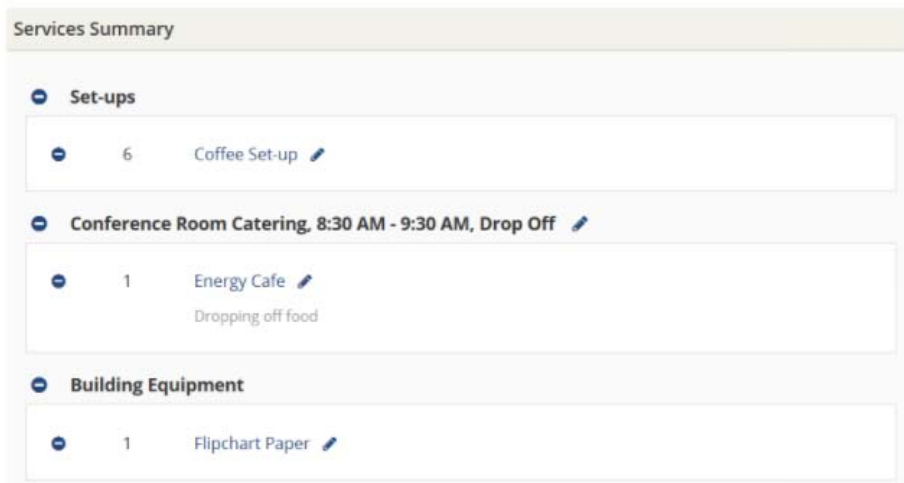 Services Summary
Set-ups
6 Coffee Set-up
Conference Room Catering, 8:30 AM - 9:30 AM, Drop Off
1 Energy Cafe
Dropping off food
Building Equipment
1 Flipchart Paper